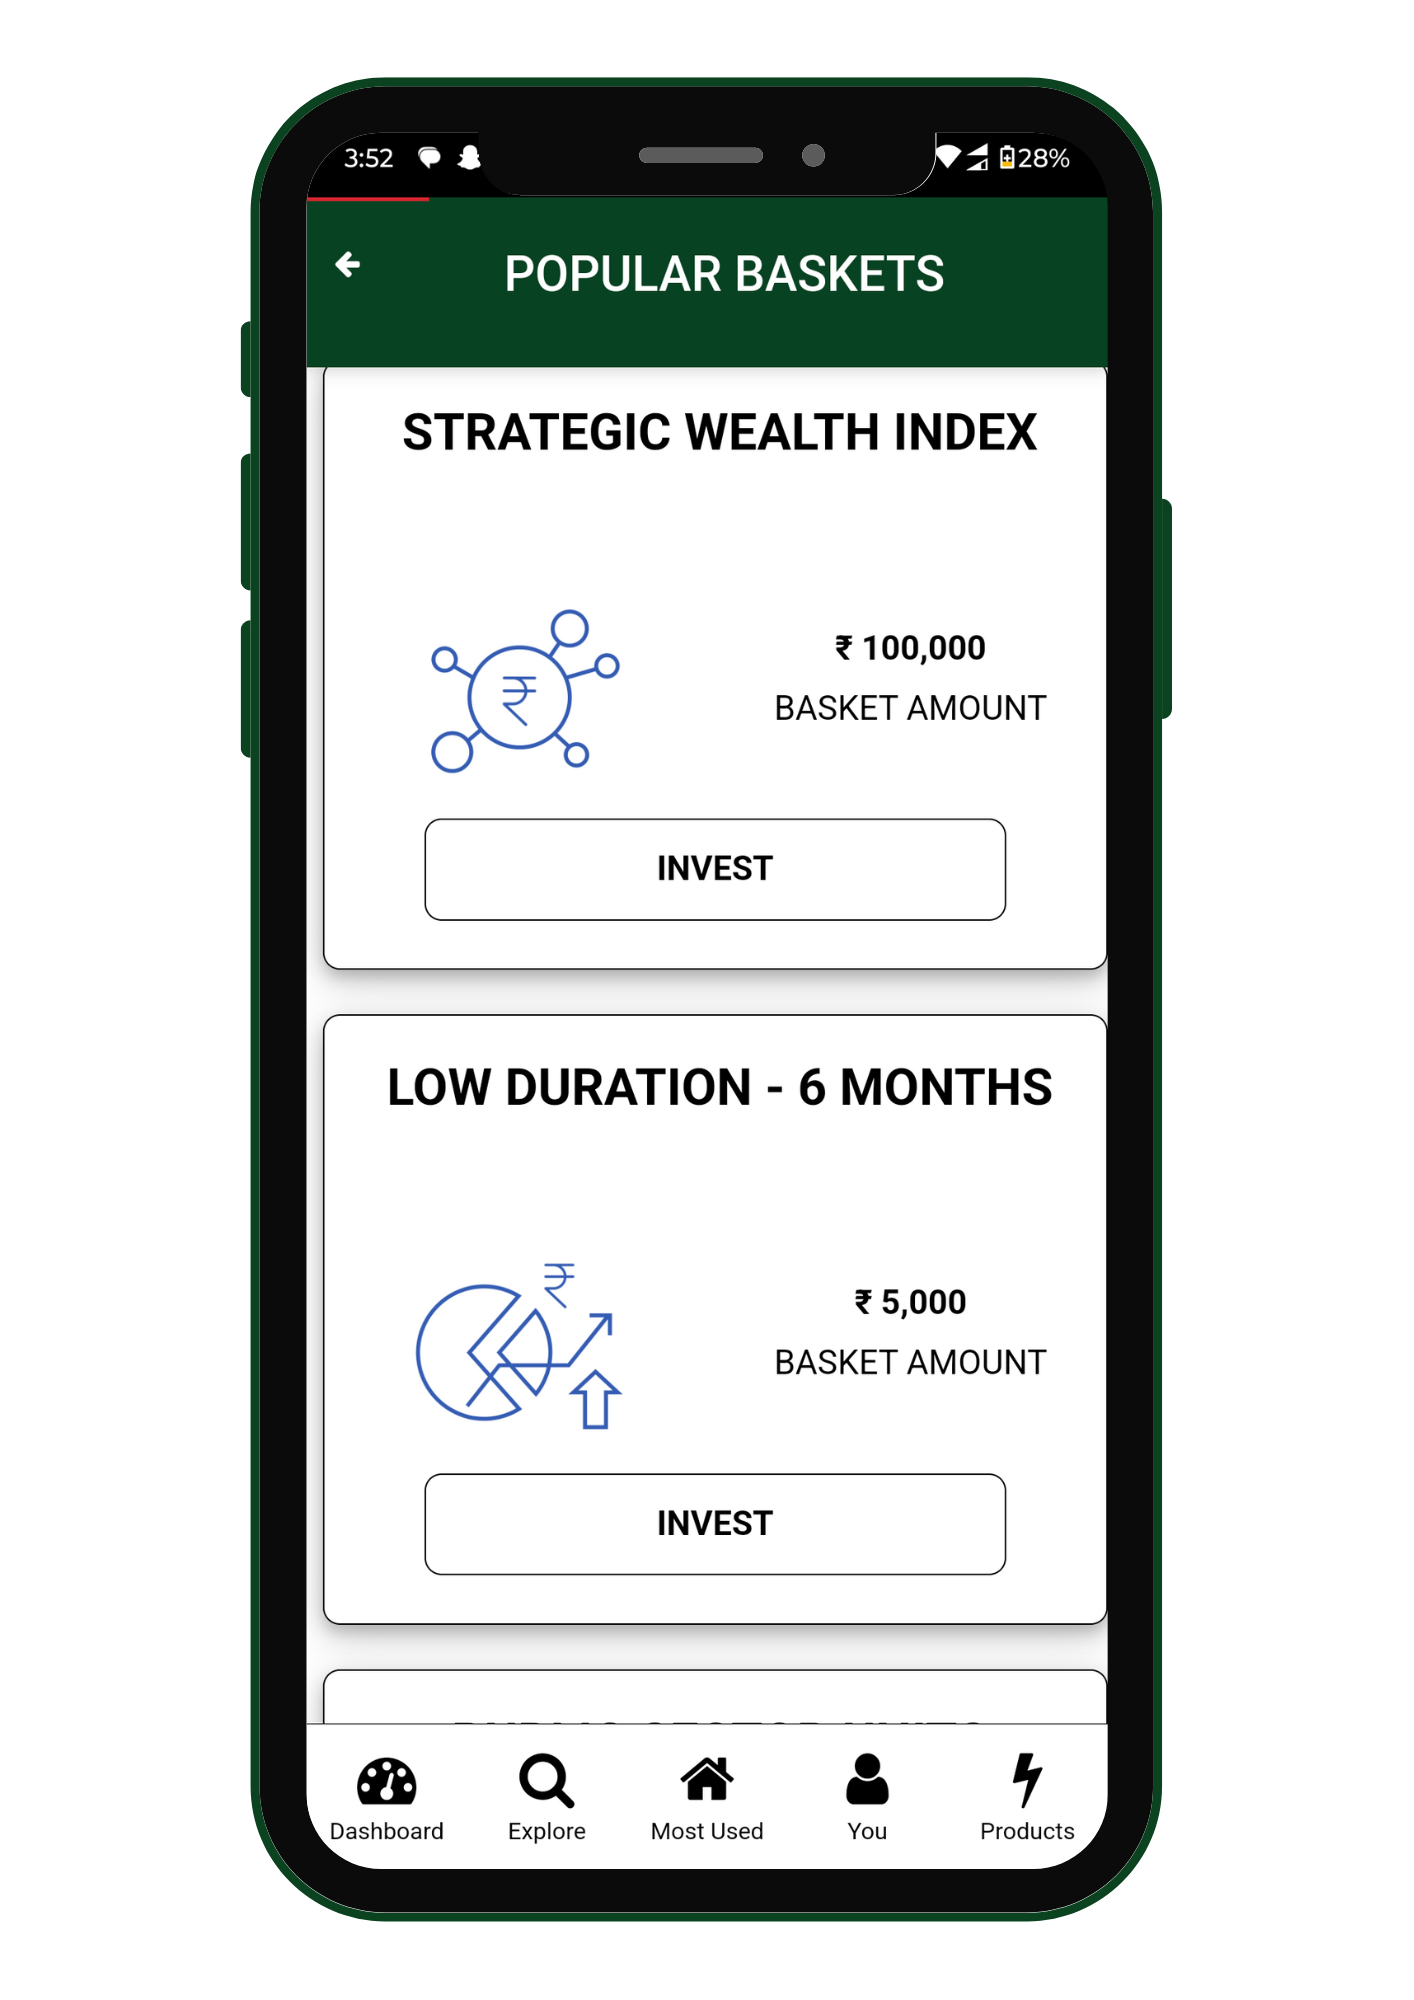 3:52
28%
POPULAR BASKETS
STRATEGIC WEALTH INDEX
₹ 100,000
BASKET AMOUNT
INVEST
LOW DURATION - 6 MONTHS
₹ 5,000
BASKET AMOUNT
INVEST
Dashboard
Explore
Most Used
You
Products